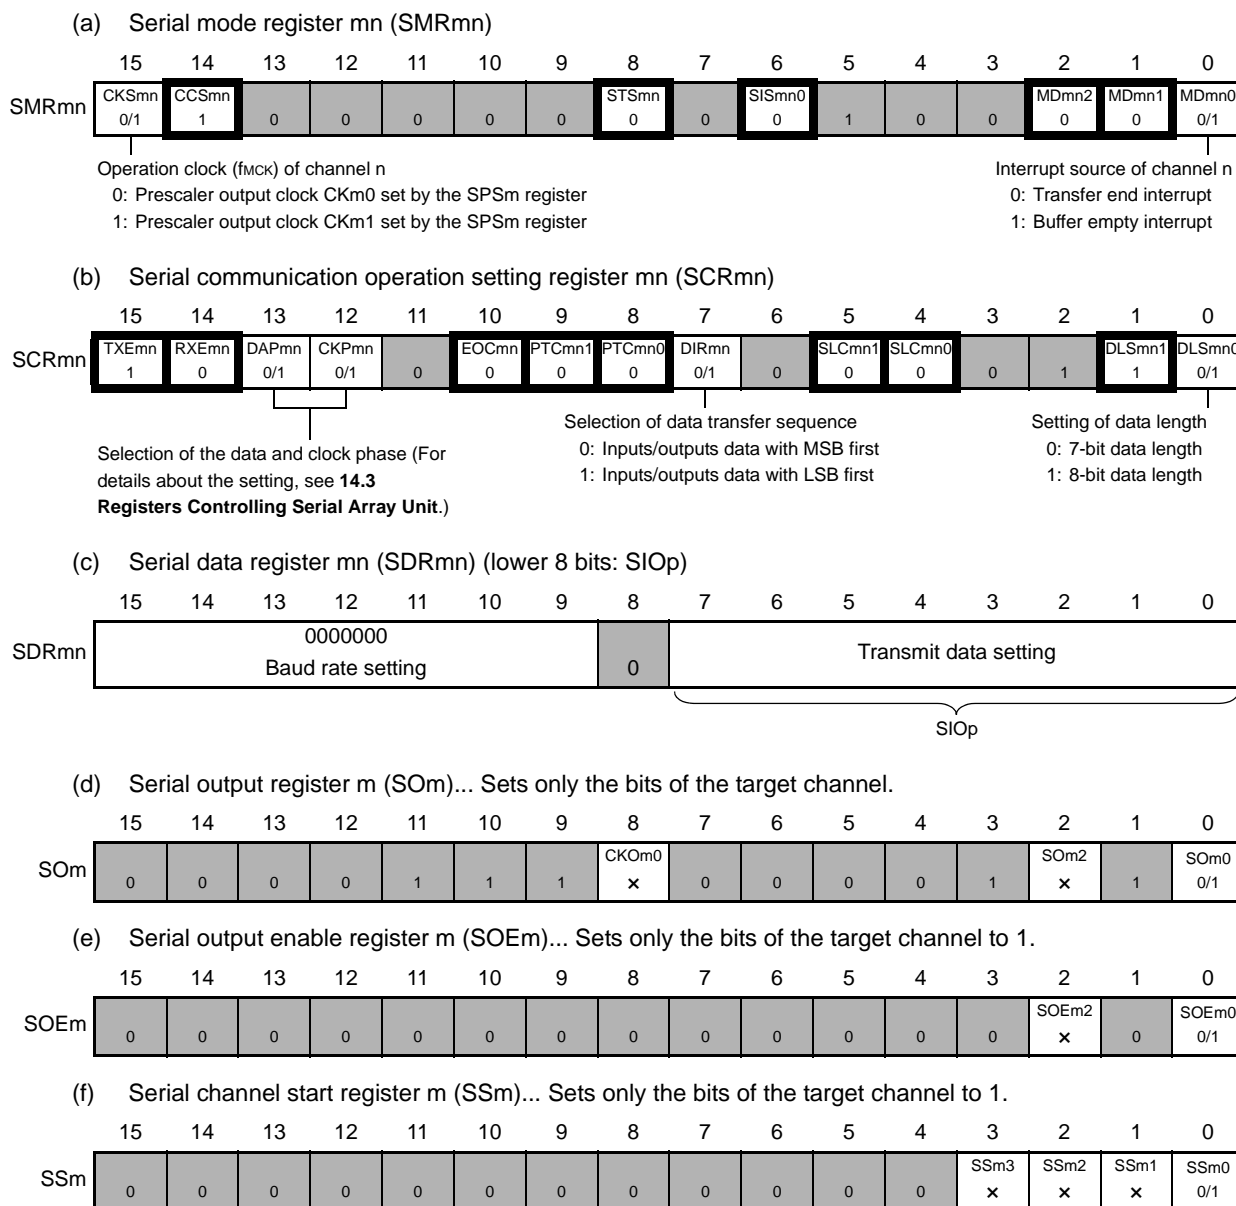 (a) Serial mode register mn (SMRmn)
15 14 13 12 11 10 9 8 7 6 5 4 3 2 1 0
SMRmn
CKSmn CCSmn STSmn SISmn0 MDmn2 MDmn1 MDmn0
0/1 1 0 0 0 0 0 0 0 0 1 0 0 0 0 0/1
Operation clock (fMCK) of channel n
0: Prescaler output clock CKm0 set by the SPSm register
1: Prescaler output clock CKm1 set by the SPSm register
Interrupt source of channel n
0: Transfer end interrupt
1: Buffer empty interrupt
(b) Serial communication operation setting register mn (SCRmn)
15 14 13 12 11 10 9 8 7 6 5 4 3 2 1 0
SCRmn
TXEmn RXEmn DAPmn CKPmn EOCmn PTCmn1 PTCmn0 DIRmn SLCmn1 SLCmn0 DLSmn1 DLSmn0
1 0 0/1 0/1 0 0 0 0 0/1 0 0 0 0 1 1 0/1
Selection of the data and clock phase (For
details about the setting, see 14.3
Registers Controlling Serial Array Unit.)
Selection of data transfer sequence
0: Inputs/outputs data with MSB first
1: Inputs/outputs data with LSB first
Setting of data length
0: 7-bit data length
1: 8-bit data length
(c) Serial data register mn (SDRmn) (lower 8 bits: SIOp)
15 14 13 12 11 10 9 8 7 6 5 4 3 2 1 0
SDRmn
0000000
Baud rate setting
0
Transmit data setting
SIOp
(d) Serial output register m (SOm)... Sets only the bits of the target channel.
15 14 13 12 11 10 9 8 7 6 5 4 3 2 1 0
SOm
CKOm0 SOm2 SOm0
0 0 0 0 1 1 1 × 0 0 0 0 1 × 1 0/1
(e) Serial output enable register m (SOEm)... Sets only the bits of the target channel to 1.
15 14 13 12 11 10 9 8 7 6 5 4 3 2 1 0
SOEm
SOEm2 SOEm0
0 0 0 0 0 0 0 0 0 0 0 0 0 × 0 0/1
(f) Serial channel start register m (SSm)... Sets only the bits of the target channel to 1.
15 14 13 12 11 10 9 8 7 6 5 4 3 2 1 0
SSm
SSm3 SSm2 SSm1 SSm0
0 0 0 0 0 0 0 0 0 0 0 0 × × × 0/1